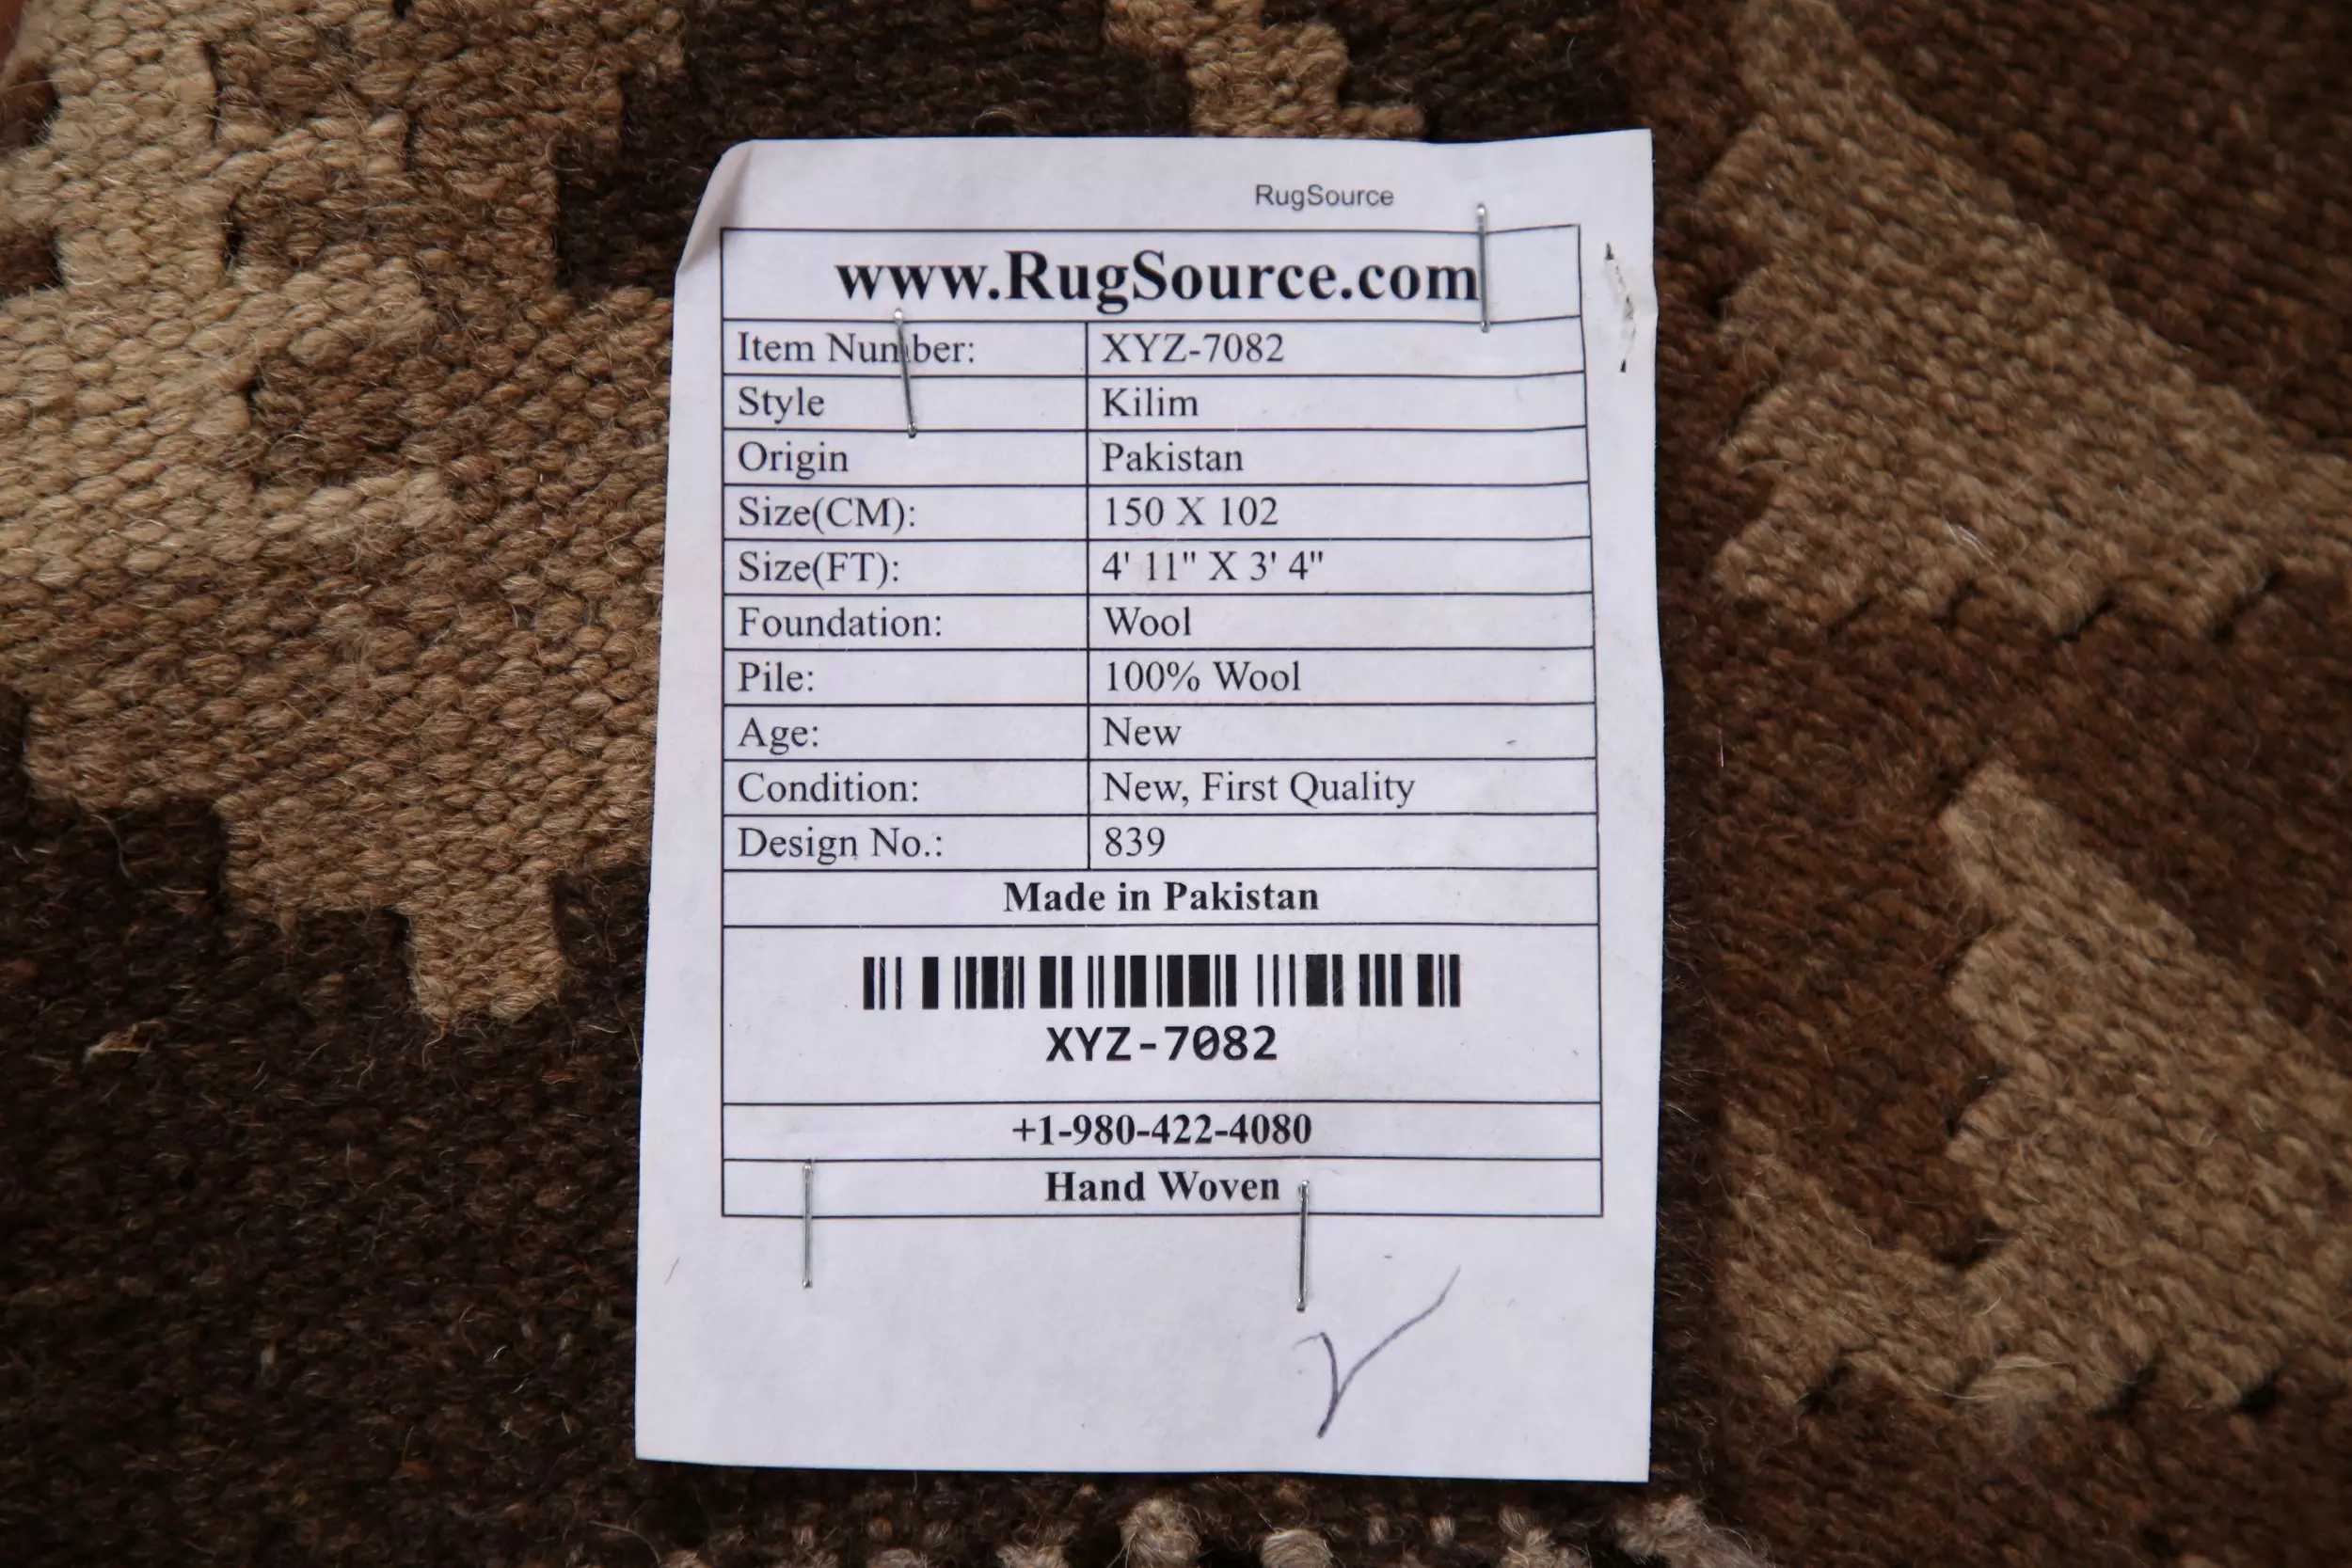 RugSource
www.RugSource.com
Item Number: XYZ-7082
Style Kilim
Origin Pakistan
Size(CM): 150 X 102
Size(FT): 4' 11" X 3' 4"
Foundation: Wool
Pile: 100% Wool
Age: New
Condition: New, First Quality
Design No.: 839
Made in Pakistan
XYZ-7082
+1-980-422-4080
Hand Woven